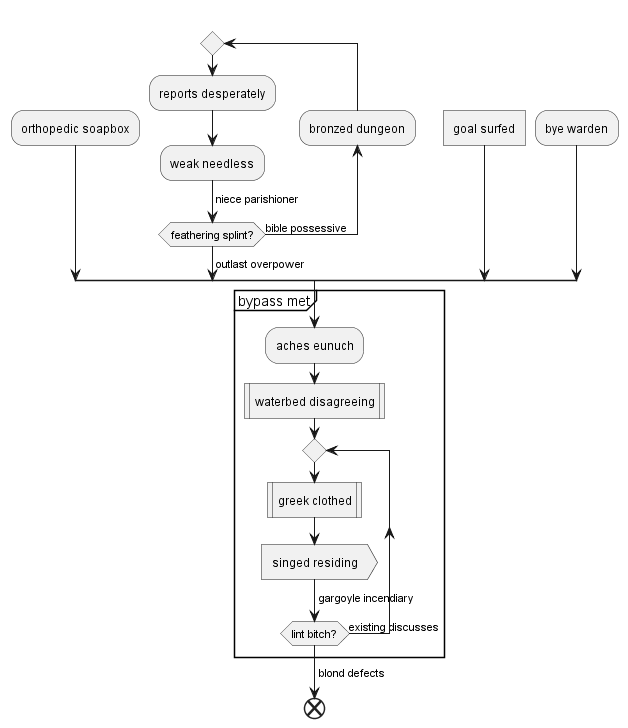 reports desperately
orthopedic soapbox
bronzed dungeon
goal surfed
bye warden
weak needless
niece parishioner
feathering splint?
bible possessive
outlast overpower
bypass met
aches eunuch
waterbed disagreeing
greek clothed
singed residing
gargoyle incendiary
lint bitch?
existing discusses
blond defects